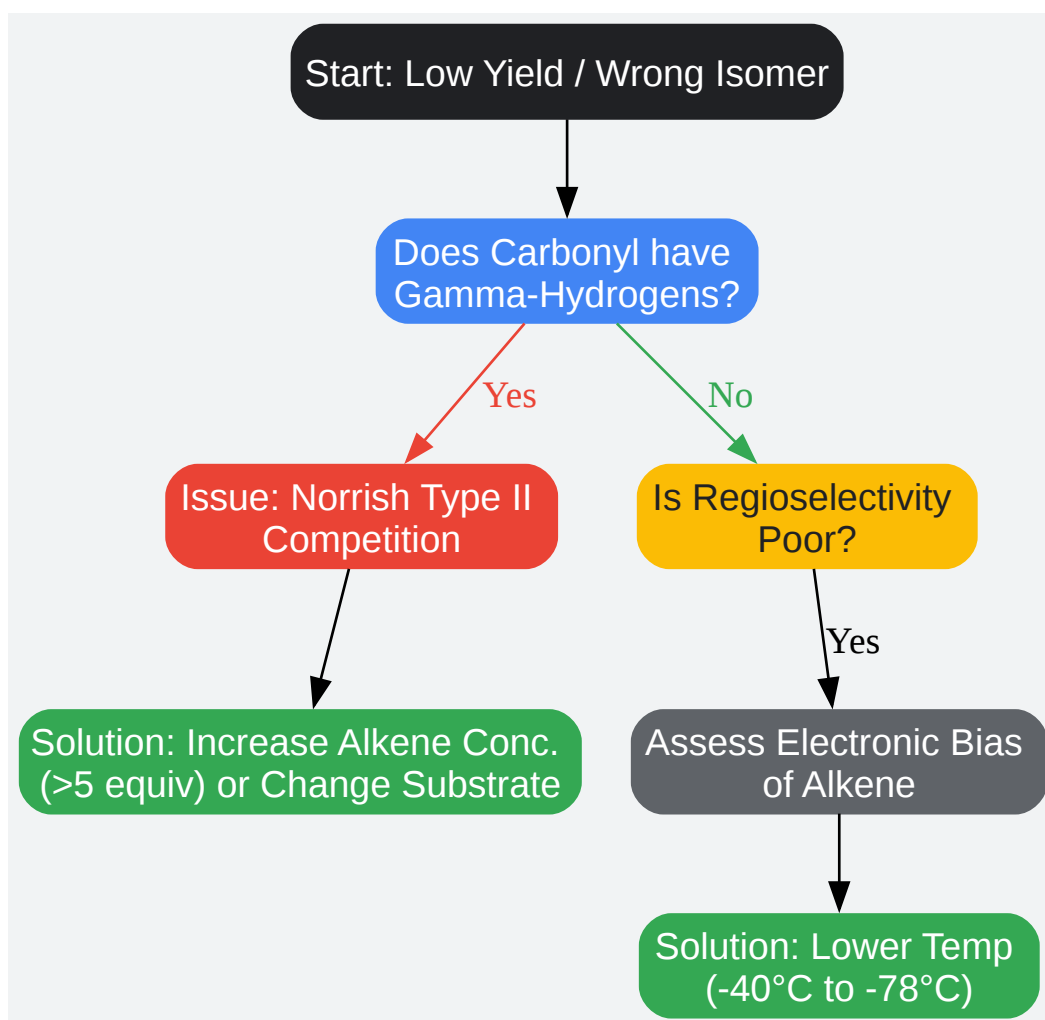 Start: Low Yield / Wrong Isomer
Does Carbonyl have
Gamma-Hydrogens?
Yes
No
Issue: Norrish Type II
Competition
Is Regioselectivity
Poor?
Yes
Solution: Increase Alkene Conc.
(>5 equiv) or Change Substrate
Assess Electronic Bias
of Alkene
Solution: Lower Temp
(-40°C to -78°C)